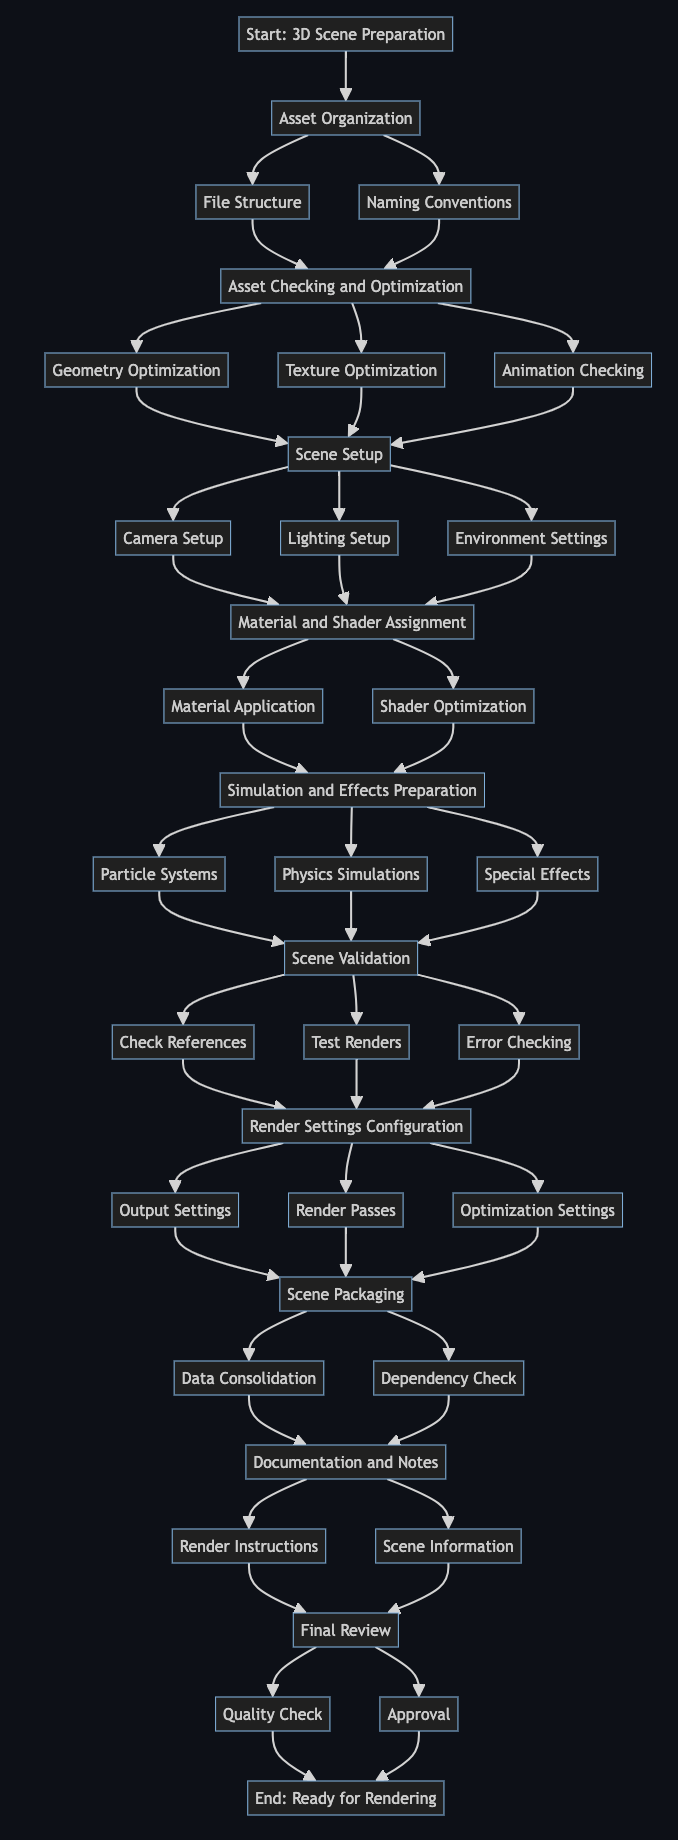 Start: 3D Scene Preparation
Asset Organization
File Structure
Naming Conventions
Asset Checking and Optimization
Geometry Optimization
Texture Optimization
Animation Checking
Scene Setup
Camera Setup
Lighting Setup
Environment Settings
Material and Shader Assignment
Material Application
Shader Optimization
Simulation and Effects Preparation
Particle Systems
Physics Simulations
Special Effects
Scene Validation
Check References
Test Renders
Error Checking
Render Settings Configuration
Output Settings
Render Passes
Optimization Settings
Scene Packaging
Data Consolidation
Dependency Check
Documentation and Notes
Render Instructions
Scene Information
Final Review
Quality Check
Approval
End: Ready for Rendering